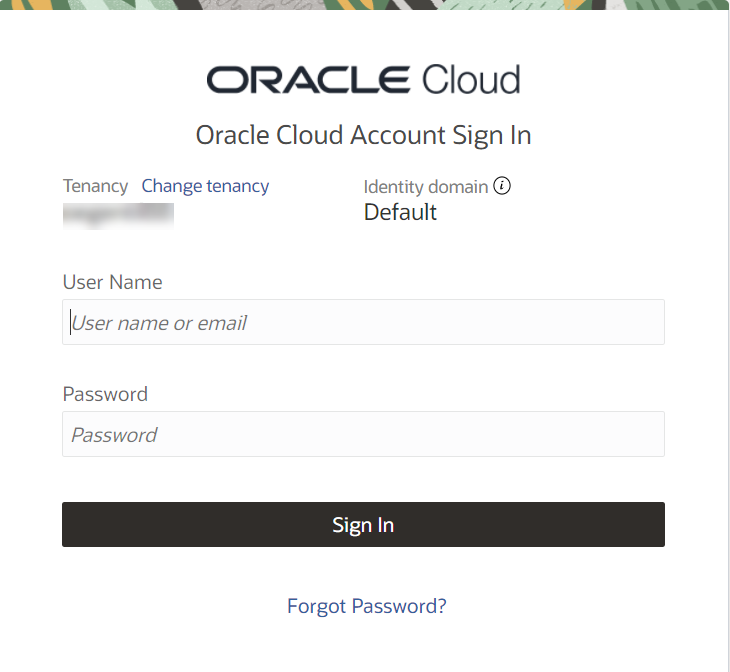 ORACLE Cloud
Oracle Cloud Account Sign In
Tenancy Change tenancy
Identity domain
Default
User Name
User name or email
Password
Password
Sign In
Forgot Password?